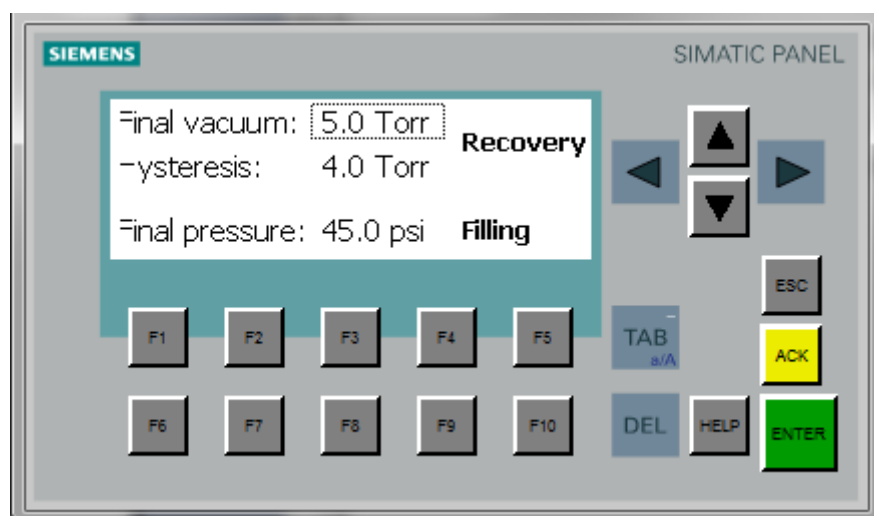 SIEMENS
SIMATIC PANEL
Final vacuum: 5.0 Torr
Recovery
Hysteresis: 4.0 Torr
Final pressure: 45.0 psi Filling
ESC
F1 F2 F3 F4 F5 TAB
a/A
ACK
F6 F7 F8 F9 F10 DEL HELP ENTER